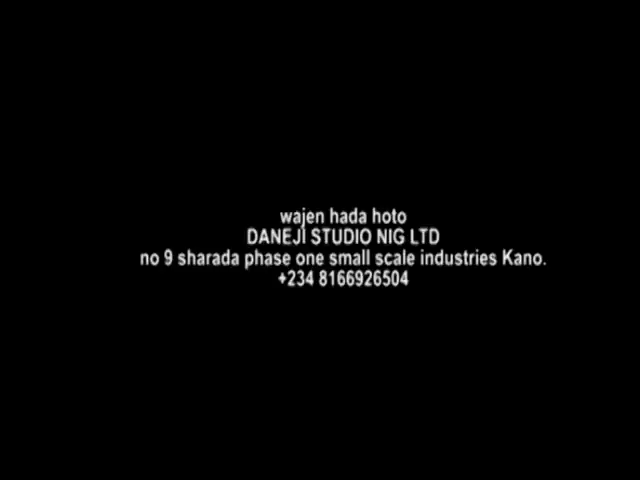 wajen hada hoto
DANEJI STUDIO NIG LTD
no 9 sharada phase one small scale industries Kano.
+234 8166926504